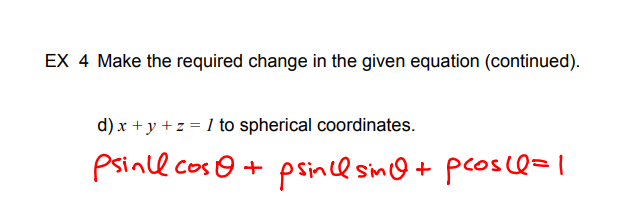 EX 4 Make the required change in the given equation (continued).
d) x + y + z = 1 to spherical coordinates.
ρsinφ cosθ + ρsinφ sinθ + ρcosφ = 1